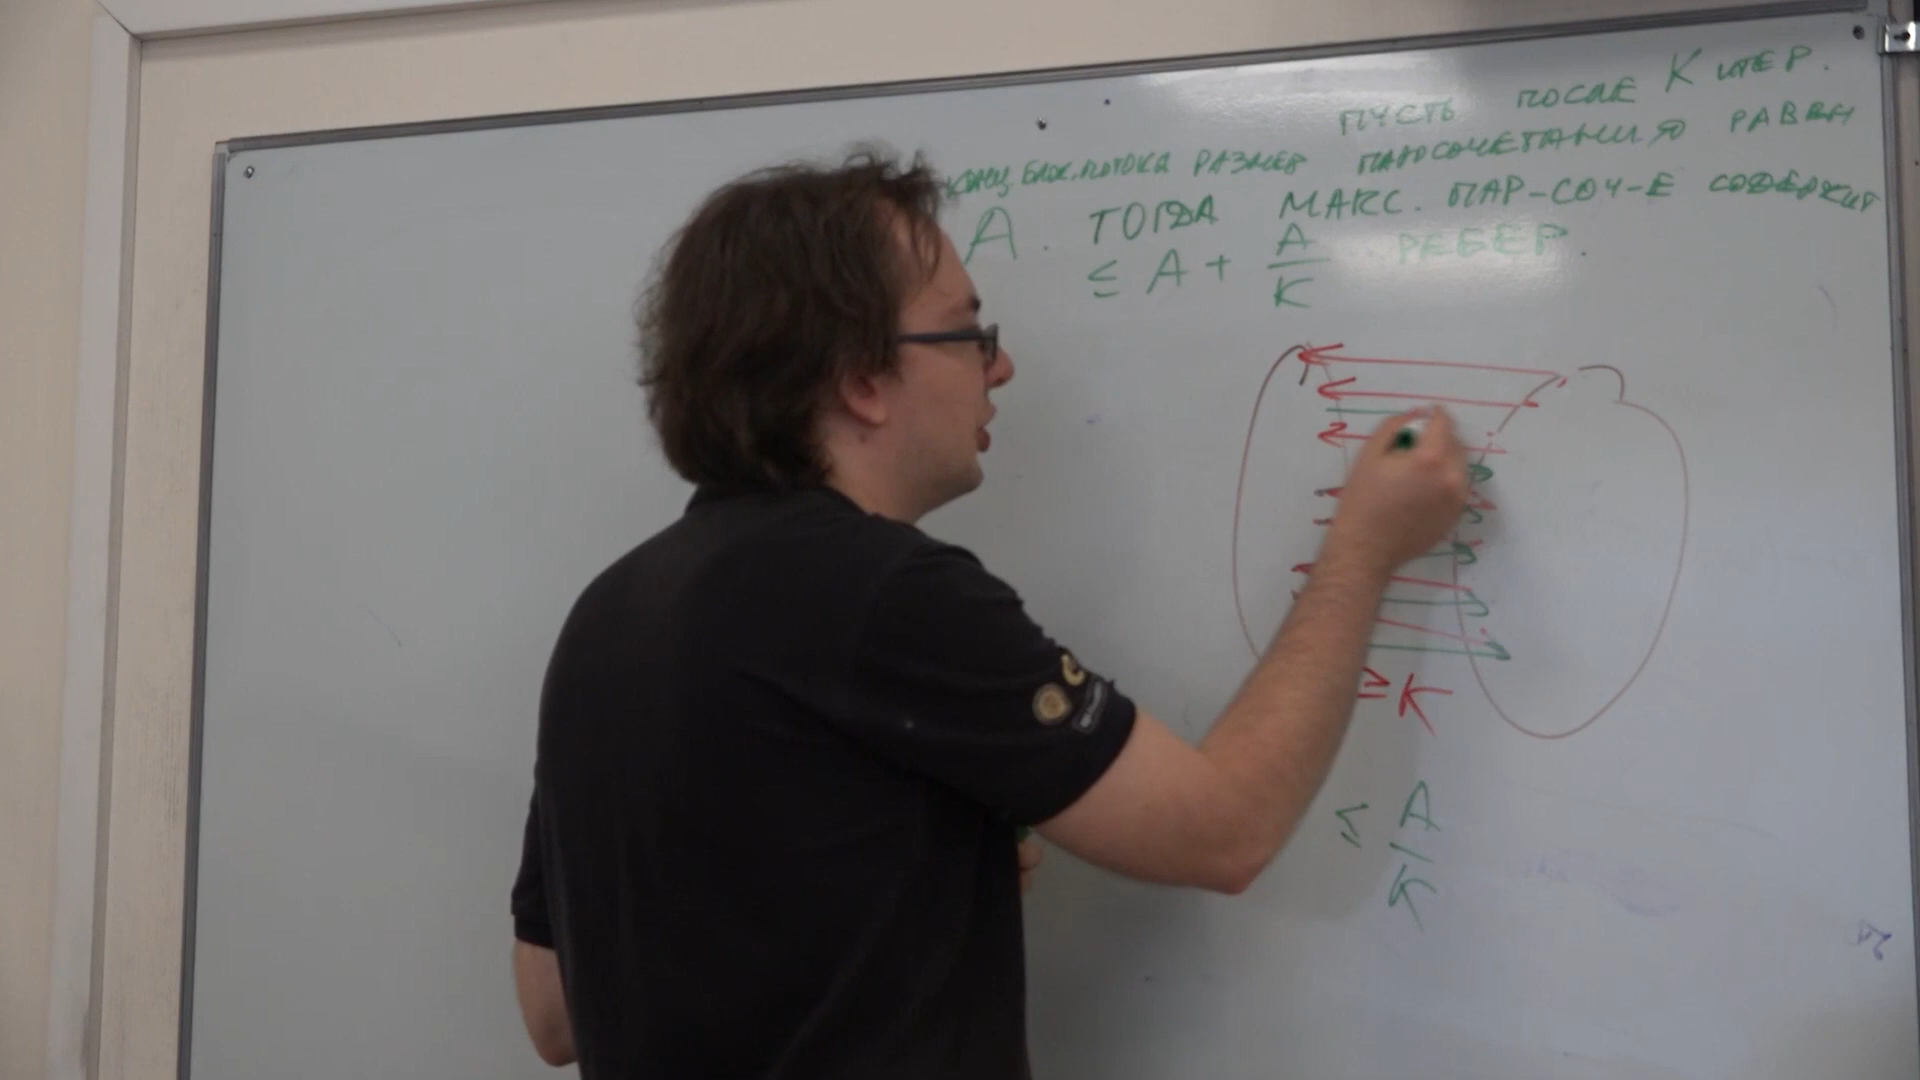 ПУСТЬ ПОСЛЕ K ИТЕР.
БЛОК. ПОТОКА РАЗМЕР ПАРОСОЧЕТАНИЯ РАВЕН
A. ТОГДА МАКС. ПАР-СОЧ-Е СОДЕРЖИТ
≤ A + A/K РЕБЕР.
≥ K
≤ A/K